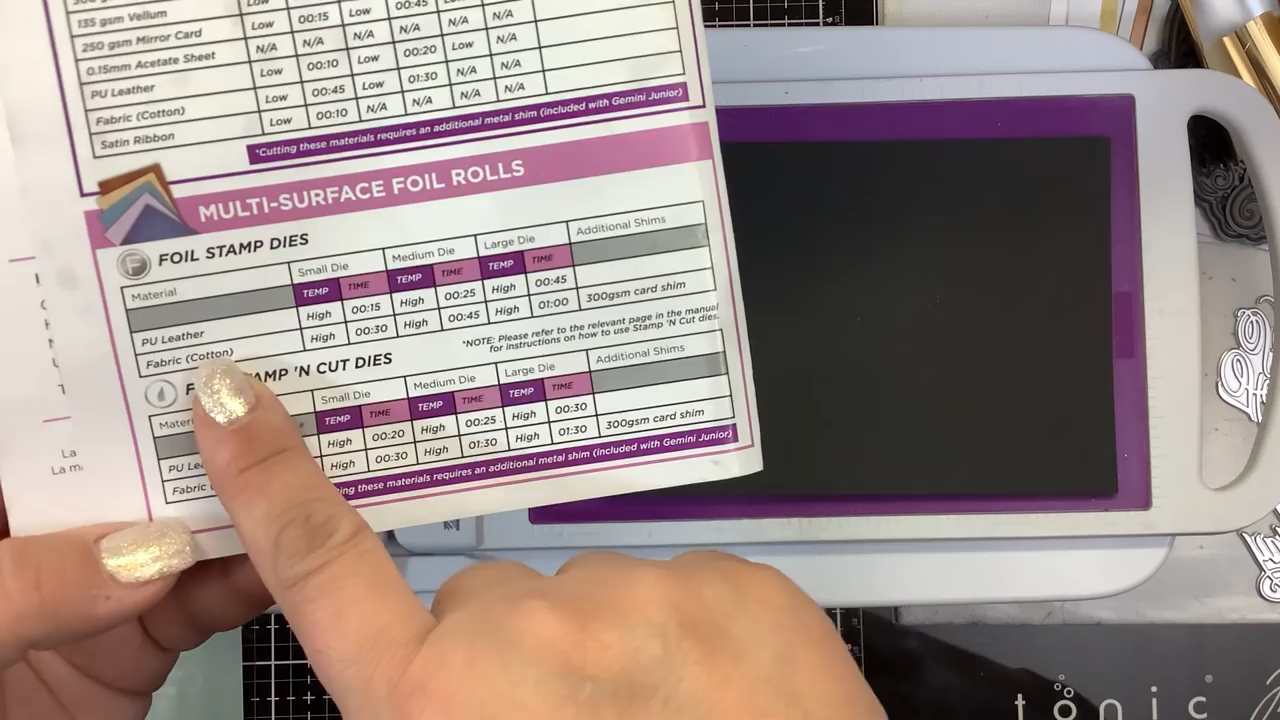 Low
00:45
135 gsm Vellum Low 00:15 Low N/A N/A
250 gsm Mirror Card N/A N/A N/A N/A N/A N/A
0.15mm Acetate Sheet Low 00:10 Low 00:20 Low N/A
PU Leather Low 00:45 Low 01:30 N/A N/A
Fabric (Cotton) Low 00:10 N/A N/A N/A N/A
Satin Ribbon
*Cutting these materials requires an additional metal shim (included with Gemini Junior)
MULTI-SURFACE FOIL ROLLS
F FOIL STAMP DIES
Material Small Die Medium Die Large Die Additional Shims
TEMP TIME TEMP TIME TEMP TIME
PU Leather High 00:15 High 00:25 High 00:45
Fabric (Cotton) High 00:30 High 00:45 High 01:00 300gsm card shim
*NOTE: Please refer to the relevant page in the manual
for instructions on how to use Stamp 'N Cut dies.
'N CUT DIES
Small Die Medium Die Large Die Additional Shims
TEMP TIME TEMP TIME TEMP TIME
High 00:20 High 00:25 High 00:30
High 00:30 High 01:30 High 01:30 300gsm card shim
these materials requires an additional metal shim (included with Gemini Junior)
La
tonic®